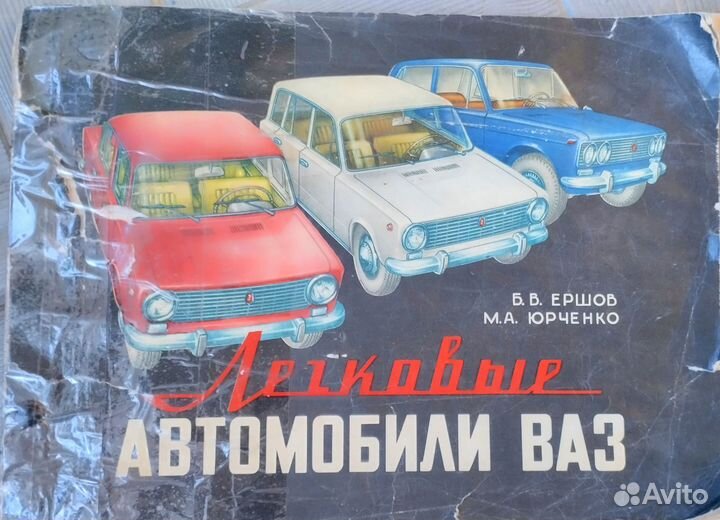 Б.В. ЕРШОВ
М.А. ЮРЧЕНКО
Легковые
АВТОМОБИЛИ ВАЗ
Avito